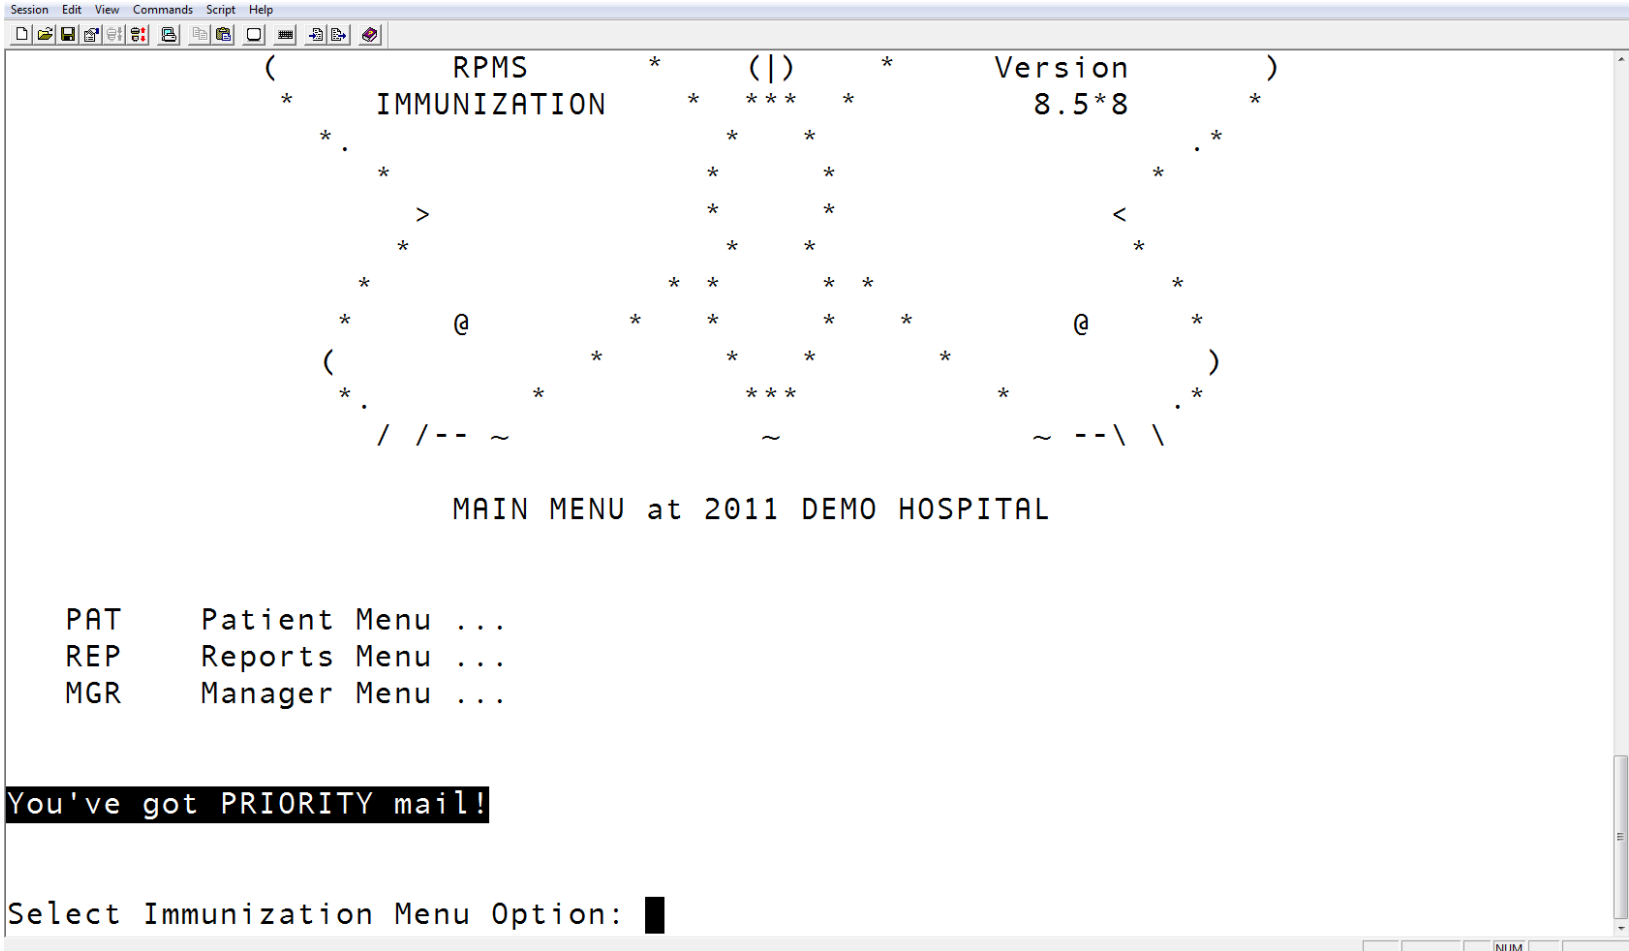 Session Edit View Commands Script Help
( RPMS * (|) * Version )
* IMMUNIZATION * *** * 8.5*8 *
*. * * .*
* * * *
> * * <
* * * *
* * * * * *
* @ * * * * @ *
( * * * * )
*. * *** * .*
/ /-- ~ ~ ~ --\ \
MAIN MENU at 2011 DEMO HOSPITAL
PAT Patient Menu ...
REP Reports Menu ...
MGR Manager Menu ...
You've got PRIORITY mail!
Select Immunization Menu Option:
NUM